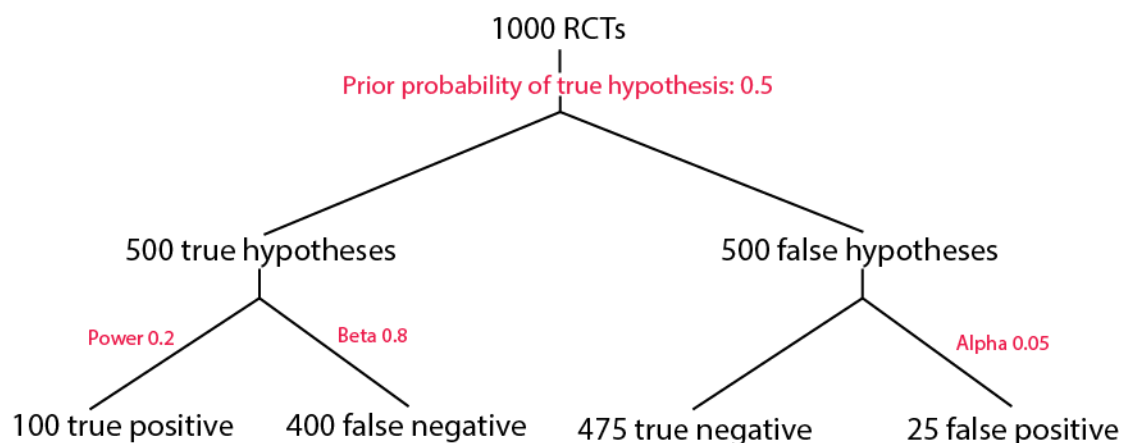 1000 RCTs
Prior probability of true hypothesis: 0.5
500 true hypotheses
500 false hypotheses
Power 0.2
Beta 0.8
Alpha 0.05
100 true positive
400 false negative
475 true negative
25 false positive